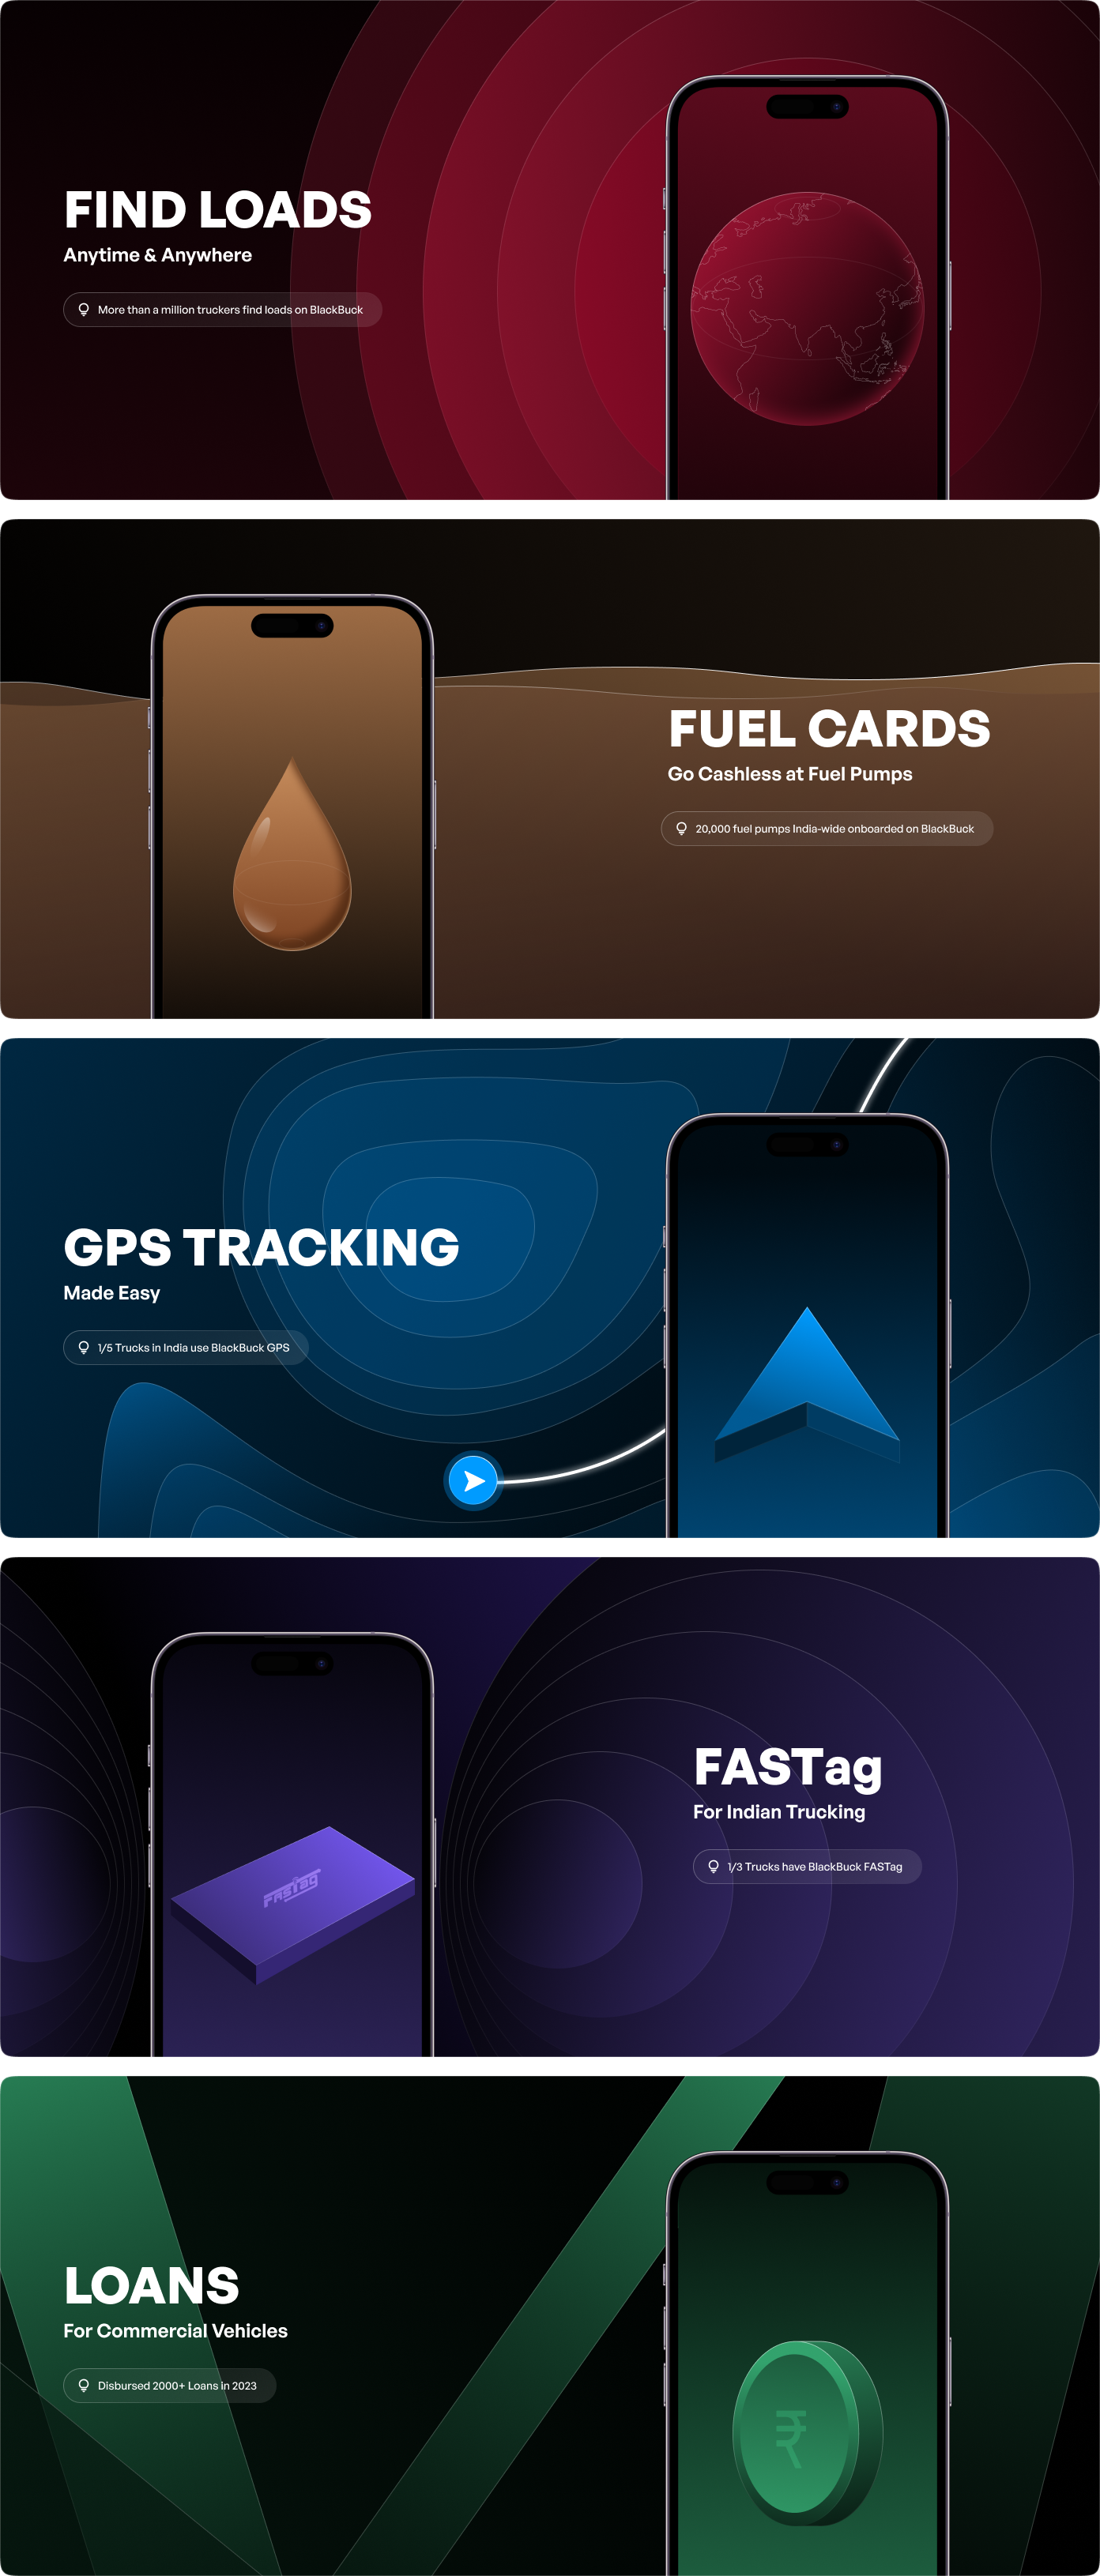 FIND LOADS
Anytime & Anywhere
More than a million truckers find loads on BlackBuck
FUEL CARDS
Go Cashless at Fuel Pumps
20,000 fuel pumps India-wide onboarded on BlackBuck
GPS TRACKING
Made Easy
1/5 Trucks in India use BlackBuck GPS
FASTag
For Indian Trucking
1/3 Trucks have BlackBuck FASTag
FASTag
LOANS
For Commercial Vehicles
Disbursed 2000+ Loans in 2023
₹